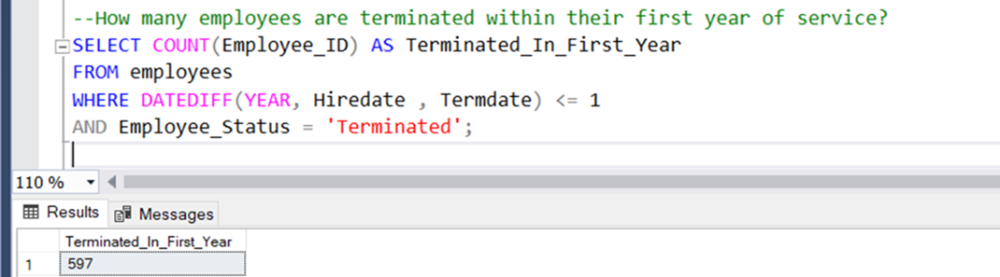 --How many employees are terminated within their first year of service?
SELECT COUNT(Employee_ID) AS Terminated_In_First_Year
FROM employees
WHERE DATEDIFF(YEAR, Hiredate , Termdate) <= 1
AND Employee_Status = 'Terminated';
110 %
Results Messages
Terminated_In_First_Year
1 597